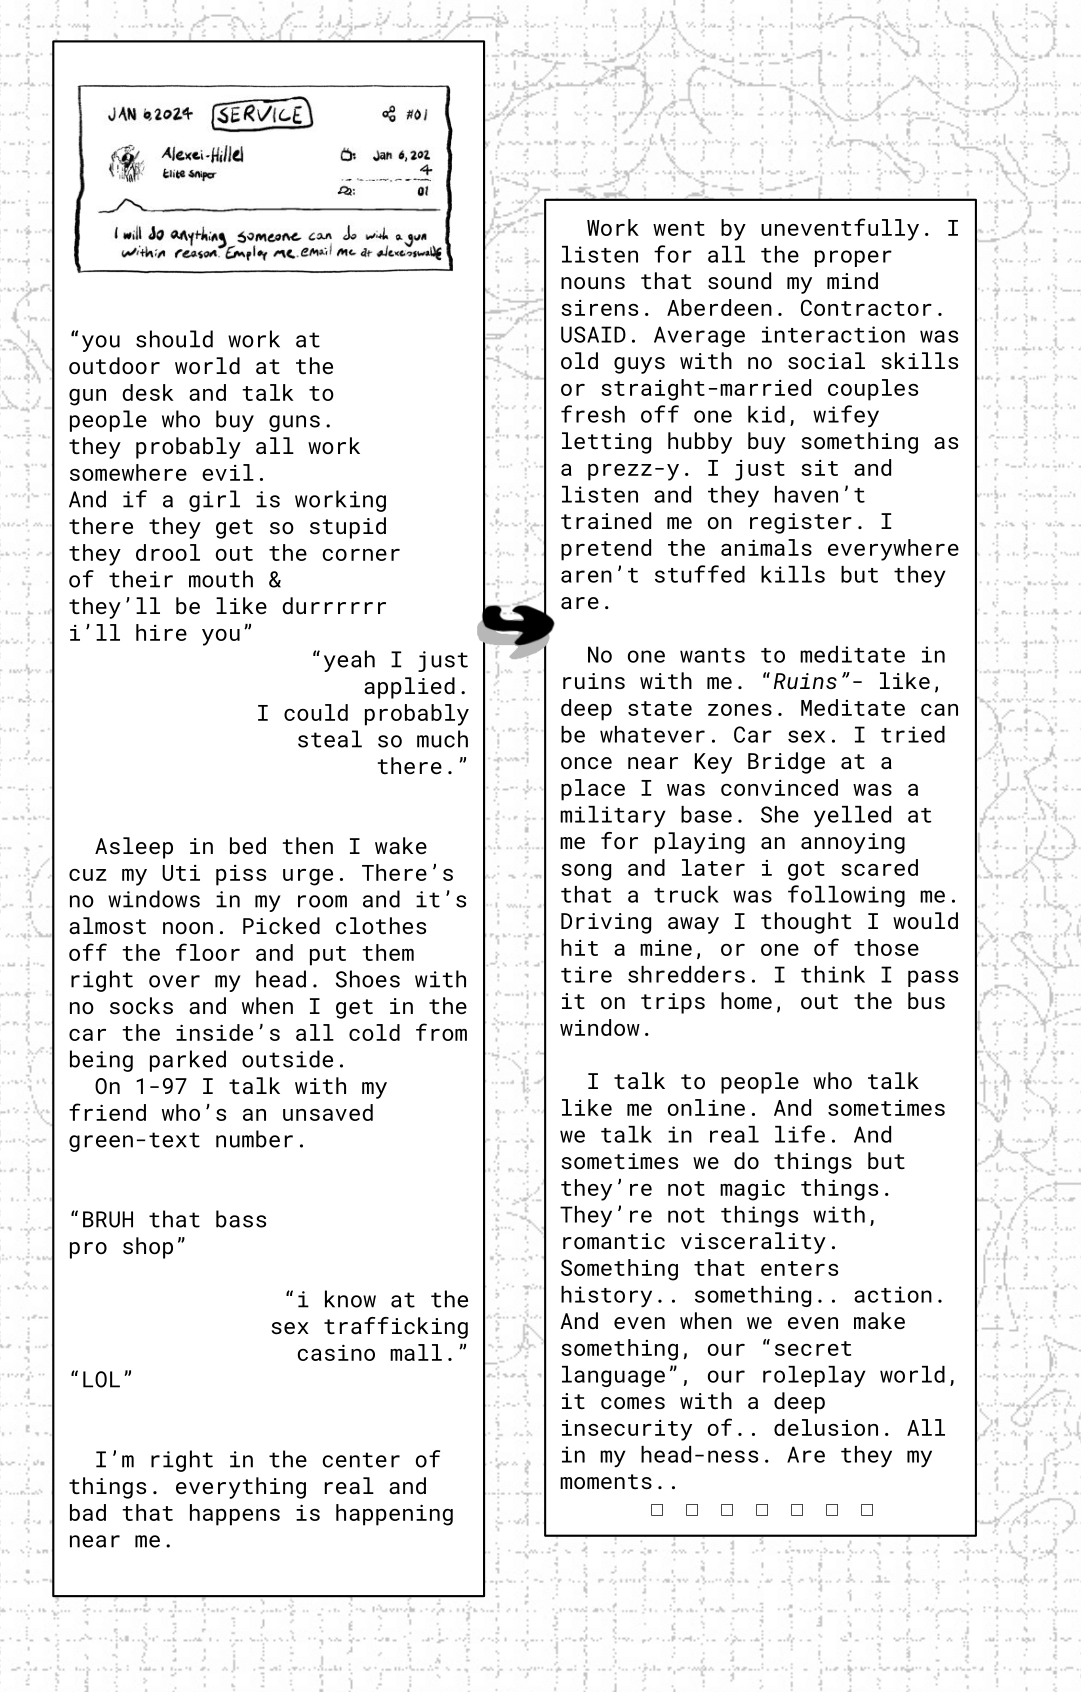 JAN 6, 2024 SERVICE #01
Alexei-Hillel
Elite Sniper
Jan 6, 202
4
01
I will do anything someone can do with a gun
within reason. Employ me. email me at alexeioswald
“you should work at
outdoor world at the
gun desk and talk to
people who buy guns.
they probably all work
somewhere evil.
And if a girl is working
there they get so stupid
they drool out the corner
of their mouth &
they’ll be like durrrrrr
i’ll hire you”
“yeah I just
applied.
I could probably
steal so much
there.”
Asleep in bed then I wake
cuz my Uti piss urge. There’s
no windows in my room and it’s
almost noon. Picked clothes
off the floor and put them
right over my head. Shoes with
no socks and when I get in the
car the inside’s all cold from
being parked outside.
On 1-97 I talk with my
friend who’s an unsaved
green-text number.
“BRUH that bass
pro shop”
“i know at the
sex trafficking
casino mall.”
“LOL”
I’m right in the center of
things. everything real and
bad that happens is happening
near me.
Work went by uneventfully. I
listen for all the proper
nouns that sound my mind
sirens. Aberdeen. Contractor.
USAID. Average interaction was
old guys with no social skills
or straight-married couples
fresh off one kid, wifey
letting hubby buy something as
a prezz-y. I just sit and
listen and they haven’t
trained me on register. I
pretend the animals everywhere
aren’t stuffed kills but they
are.
No one wants to meditate in
ruins with me. “Ruins”- like,
deep state zones. Meditate can
be whatever. Car sex. I tried
once near Key Bridge at a
place I was convinced was a
military base. She yelled at
me for playing an annoying
song and later i got scared
that a truck was following me.
Driving away I thought I would
hit a mine, or one of those
tire shredders. I think I pass
it on trips home, out the bus
window.
I talk to people who talk
like me online. And sometimes
we talk in real life. And
sometimes we do things but
they’re not magic things.
They’re not things with,
romantic viscerality.
Something that enters
history.. something.. action.
And even when we even make
something, our “secret
language”, our roleplay world,
it comes with a deep
insecurity of.. delusion. All
in my head-ness. Are they my
moments..